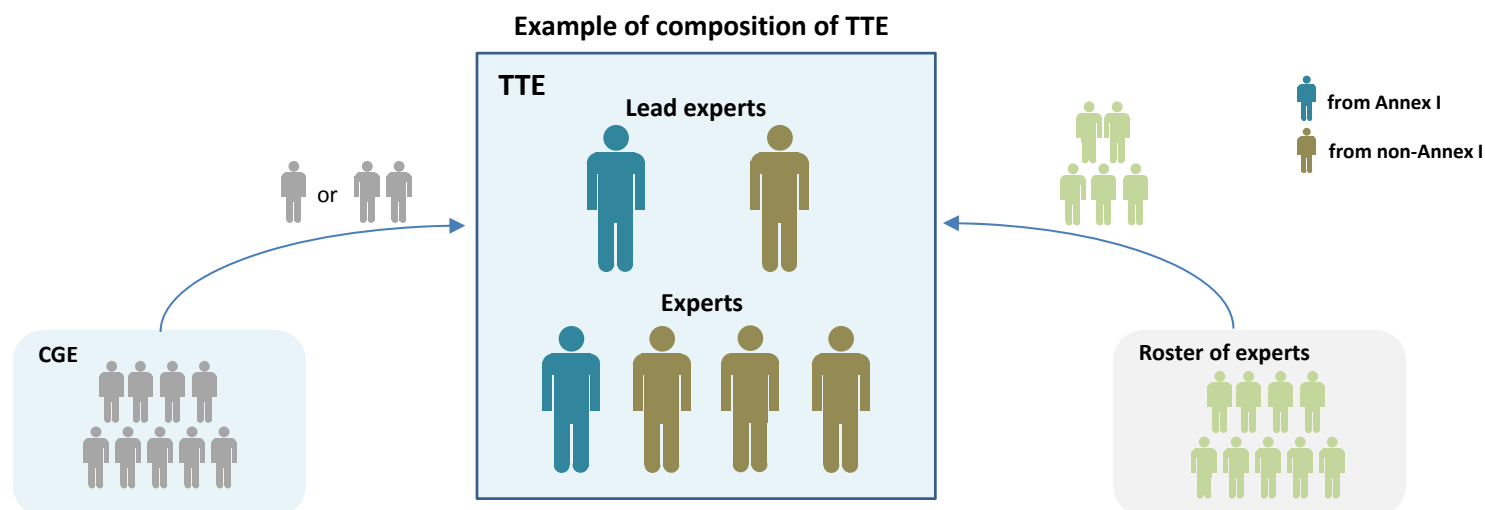 Example of composition of TTE
TTE
Lead experts
from Annex I
from non-Annex I
or
Experts
CGE
Roster of experts